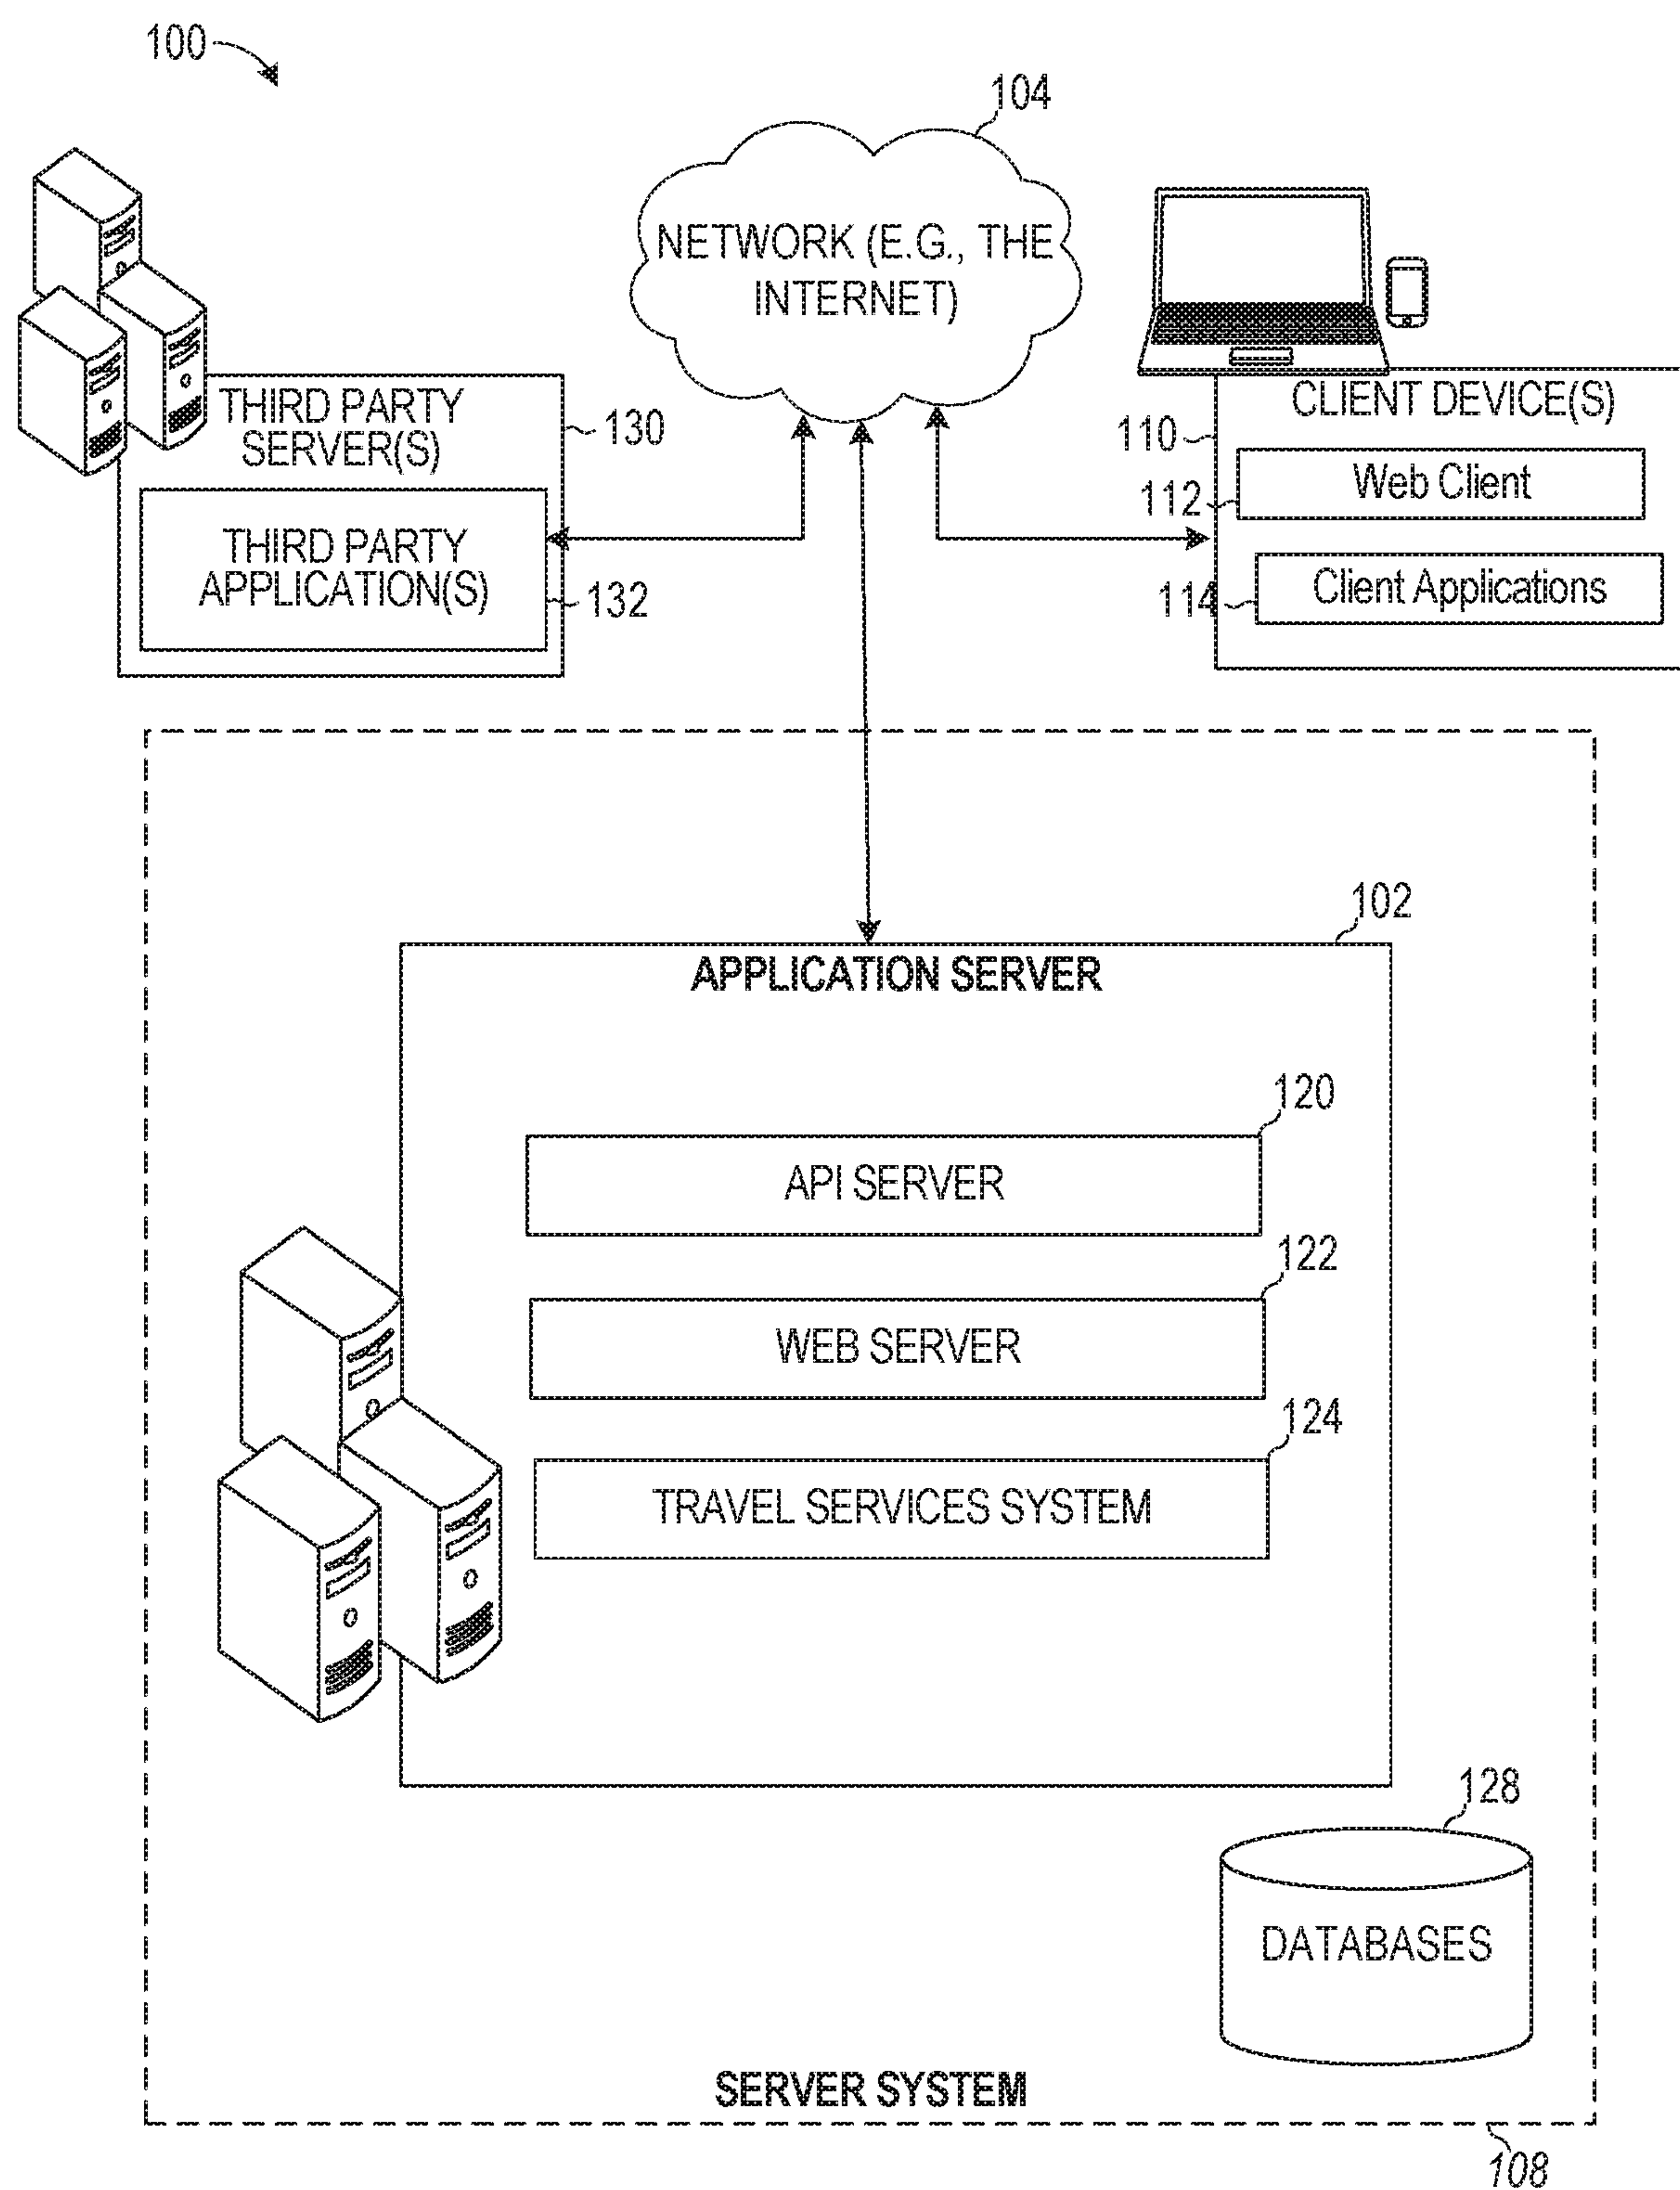 100
104
NETWORK (E.G., THE
INTERNET)
THIRD PARTY
SERVER(S)
130
THIRD PARTY
APPLICATION(S)
132
CLIENT DEVICE(S)
110
Web Client
112
Client Applications
114
102
APPLICATION SERVER
120
API SERVER
122
WEB SERVER
124
TRAVEL SERVICES SYSTEM
128
DATABASES
SERVER SYSTEM
108